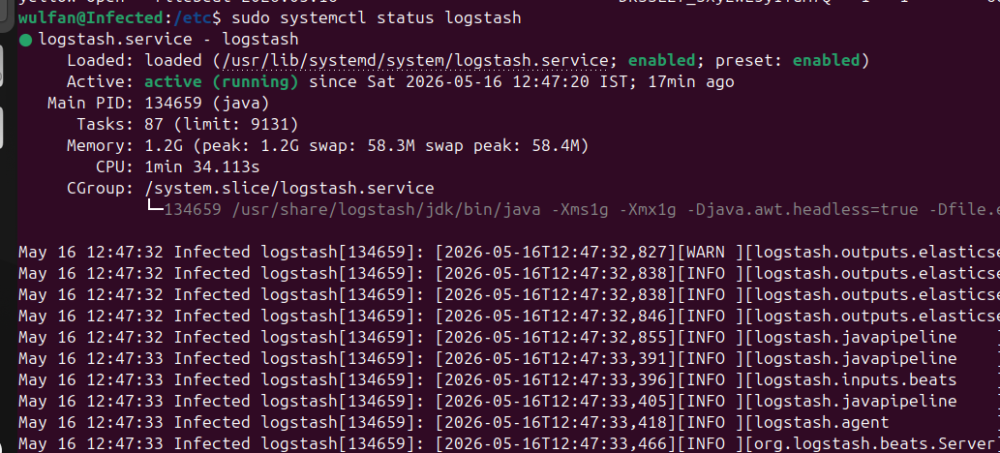 wulfan@Infected:/etc$ sudo systemctl status logstash
● logstash.service - logstash
Loaded: loaded (/usr/lib/systemd/system/logstash.service; enabled; preset: enabled)
Active: active (running) since Sat 2026-05-16 12:47:20 IST; 17min ago
Main PID: 134659 (java)
Tasks: 87 (limit: 9131)
Memory: 1.2G (peak: 1.2G swap: 58.3M swap peak: 58.4M)
CPU: 1min 34.113s
CGroup: /system.slice/logstash.service
└─134659 /usr/share/logstash/jdk/bin/java -Xms1g -Xmx1g -Djava.awt.headless=true -Dfile.e
May 16 12:47:32 Infected logstash[134659]: [2026-05-16T12:47:32,827][WARN ][logstash.outputs.elasticse
May 16 12:47:32 Infected logstash[134659]: [2026-05-16T12:47:32,838][INFO ][logstash.outputs.elasticse
May 16 12:47:32 Infected logstash[134659]: [2026-05-16T12:47:32,838][INFO ][logstash.outputs.elasticse
May 16 12:47:32 Infected logstash[134659]: [2026-05-16T12:47:32,846][INFO ][logstash.outputs.elasticse
May 16 12:47:32 Infected logstash[134659]: [2026-05-16T12:47:32,855][INFO ][logstash.javapipeline ]
May 16 12:47:33 Infected logstash[134659]: [2026-05-16T12:47:33,391][INFO ][logstash.javapipeline ]
May 16 12:47:33 Infected logstash[134659]: [2026-05-16T12:47:33,396][INFO ][logstash.inputs.beats ]
May 16 12:47:33 Infected logstash[134659]: [2026-05-16T12:47:33,405][INFO ][logstash.javapipeline ]
May 16 12:47:33 Infected logstash[134659]: [2026-05-16T12:47:33,418][INFO ][logstash.agent ]
May 16 12:47:33 Infected logstash[134659]: [2026-05-16T12:47:33,466][INFO ][org.logstash.beats.Server